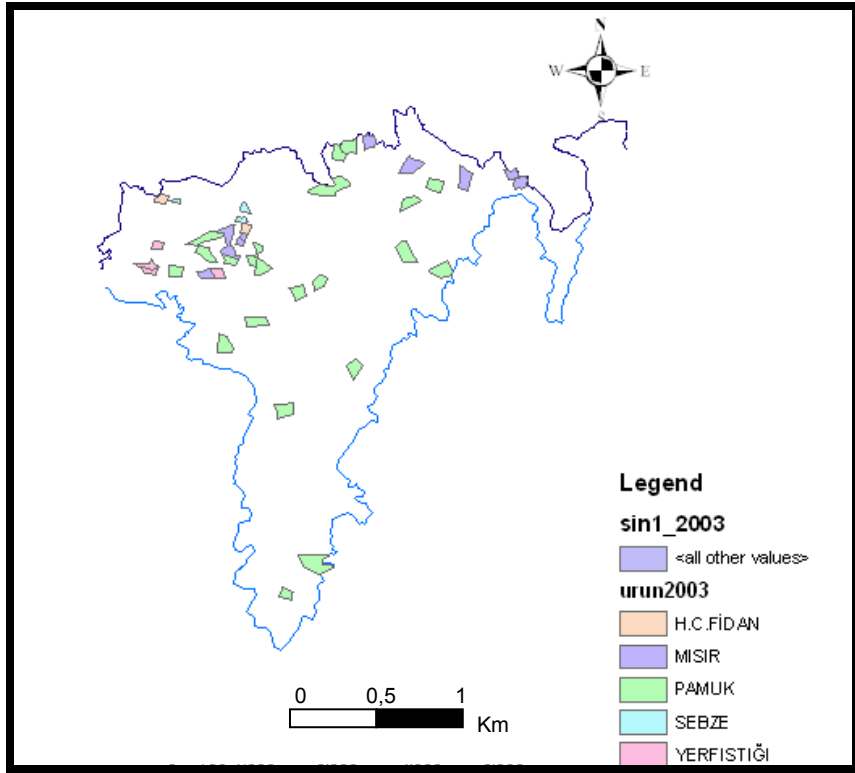 N
W E
S
Legend
sin1_2003
<all other values>
urun2003
H.C.FİDAN
MISIR
PAMUK
SEBZE
YERFISTIĞI
0 0,5 1
Km